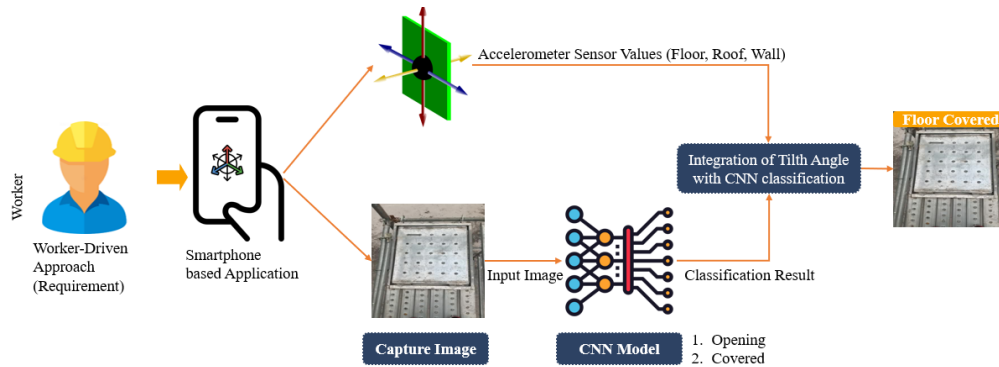 Worker
Worker-Driven
Approach
(Requirement)
Smartphone
based Application
Accelerometer Sensor Values (Floor, Roof, Wall)
Input Image
Capture Image
CNN Model
1. Opening
2. Covered
Classification Result
Integration of Tilth Angle
with CNN classification
Floor Covered